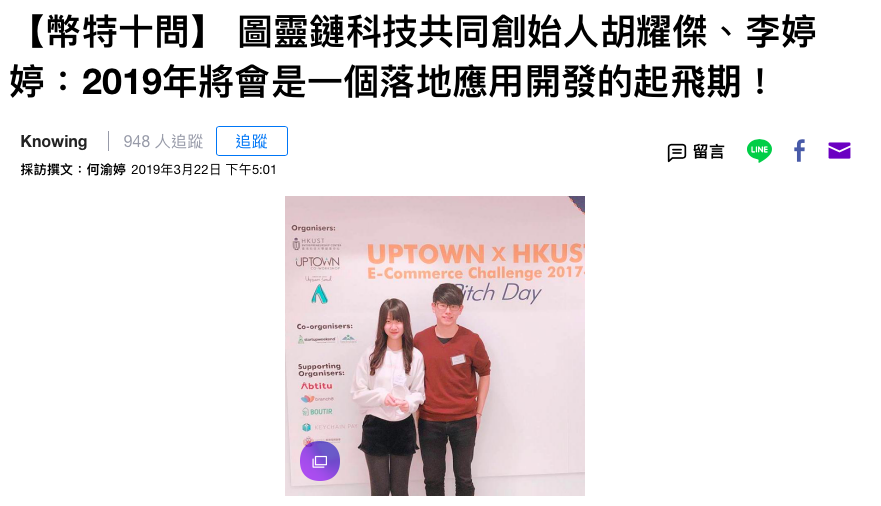 【幣特十問】 圖靈鏈科技共同創始人胡耀傑、李婷
婷：2019年將會是一個落地應用開發的起飛期！
Knowing
948 人追蹤
追蹤
採訪撰文：何渝婷 2019年3月22日 下午5:01
留言
LINE
Organisers:
HKUST
UPTOWN
UPTOWN x HKUST
E-Commerce Challenge 2017-
Pitch Day
Co-organisers:
startupweekend
Supporting
Organisers:
Abtitu
BOUTIR